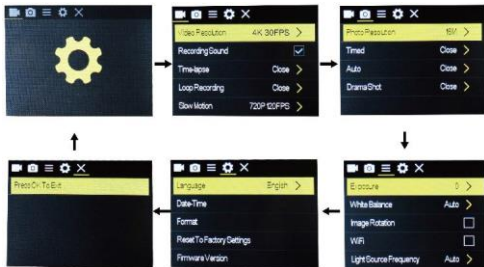 Video Resolution 4K 30FPS
Recording Sound
Time-lapse Close
Loop Recording Close
Slow Motion 720P 120FPS
Photo Resolution 16M
Timed Close
Auto Close
DramaShot Close
Exposure 0
White Balance Auto
Image Rotation
WiFi
Light Source Frequency Auto
Language English
Date-Time
Format
Reset To Factory Settings
Firmware Version
Press OK To Exit